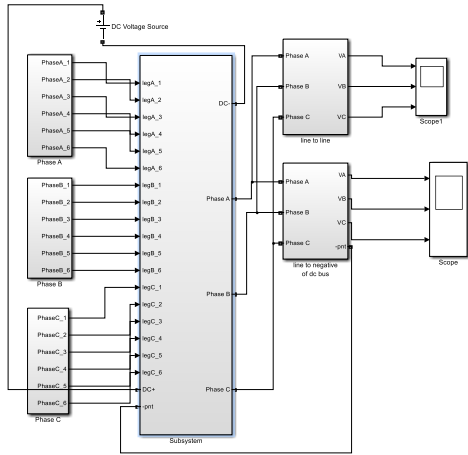 DC Voltage Source
PhaseA_1
PhaseA_2
PhaseA_3
PhaseA_4
PhaseA_5
PhaseA_6
Phase A
PhaseB_1
PhaseB_2
PhaseB_3
PhaseB_4
PhaseB_5
PhaseB_6
Phase B
PhaseC_1
PhaseC_2
PhaseC_3
PhaseC_4
PhaseC_5
PhaseC_6
Phase C
legA_1
legA_2
legA_3
legA_4
legA_5
legA_6
legB_1
legB_2
legB_3
legB_4
legB_5
legB_6
legC_1
legC_2
legC_3
legC_4
legC_5
legC_6
DC+
-pnt
DC-
Phase A
Phase B
Phase C
Subsystem
Phase A
Phase B
Phase C
VA
VB
VC
line to line
Scope1
Phase A
Phase B
Phase C
VA
VB
VC
-pnt
line to negative
of dc bus
Scope